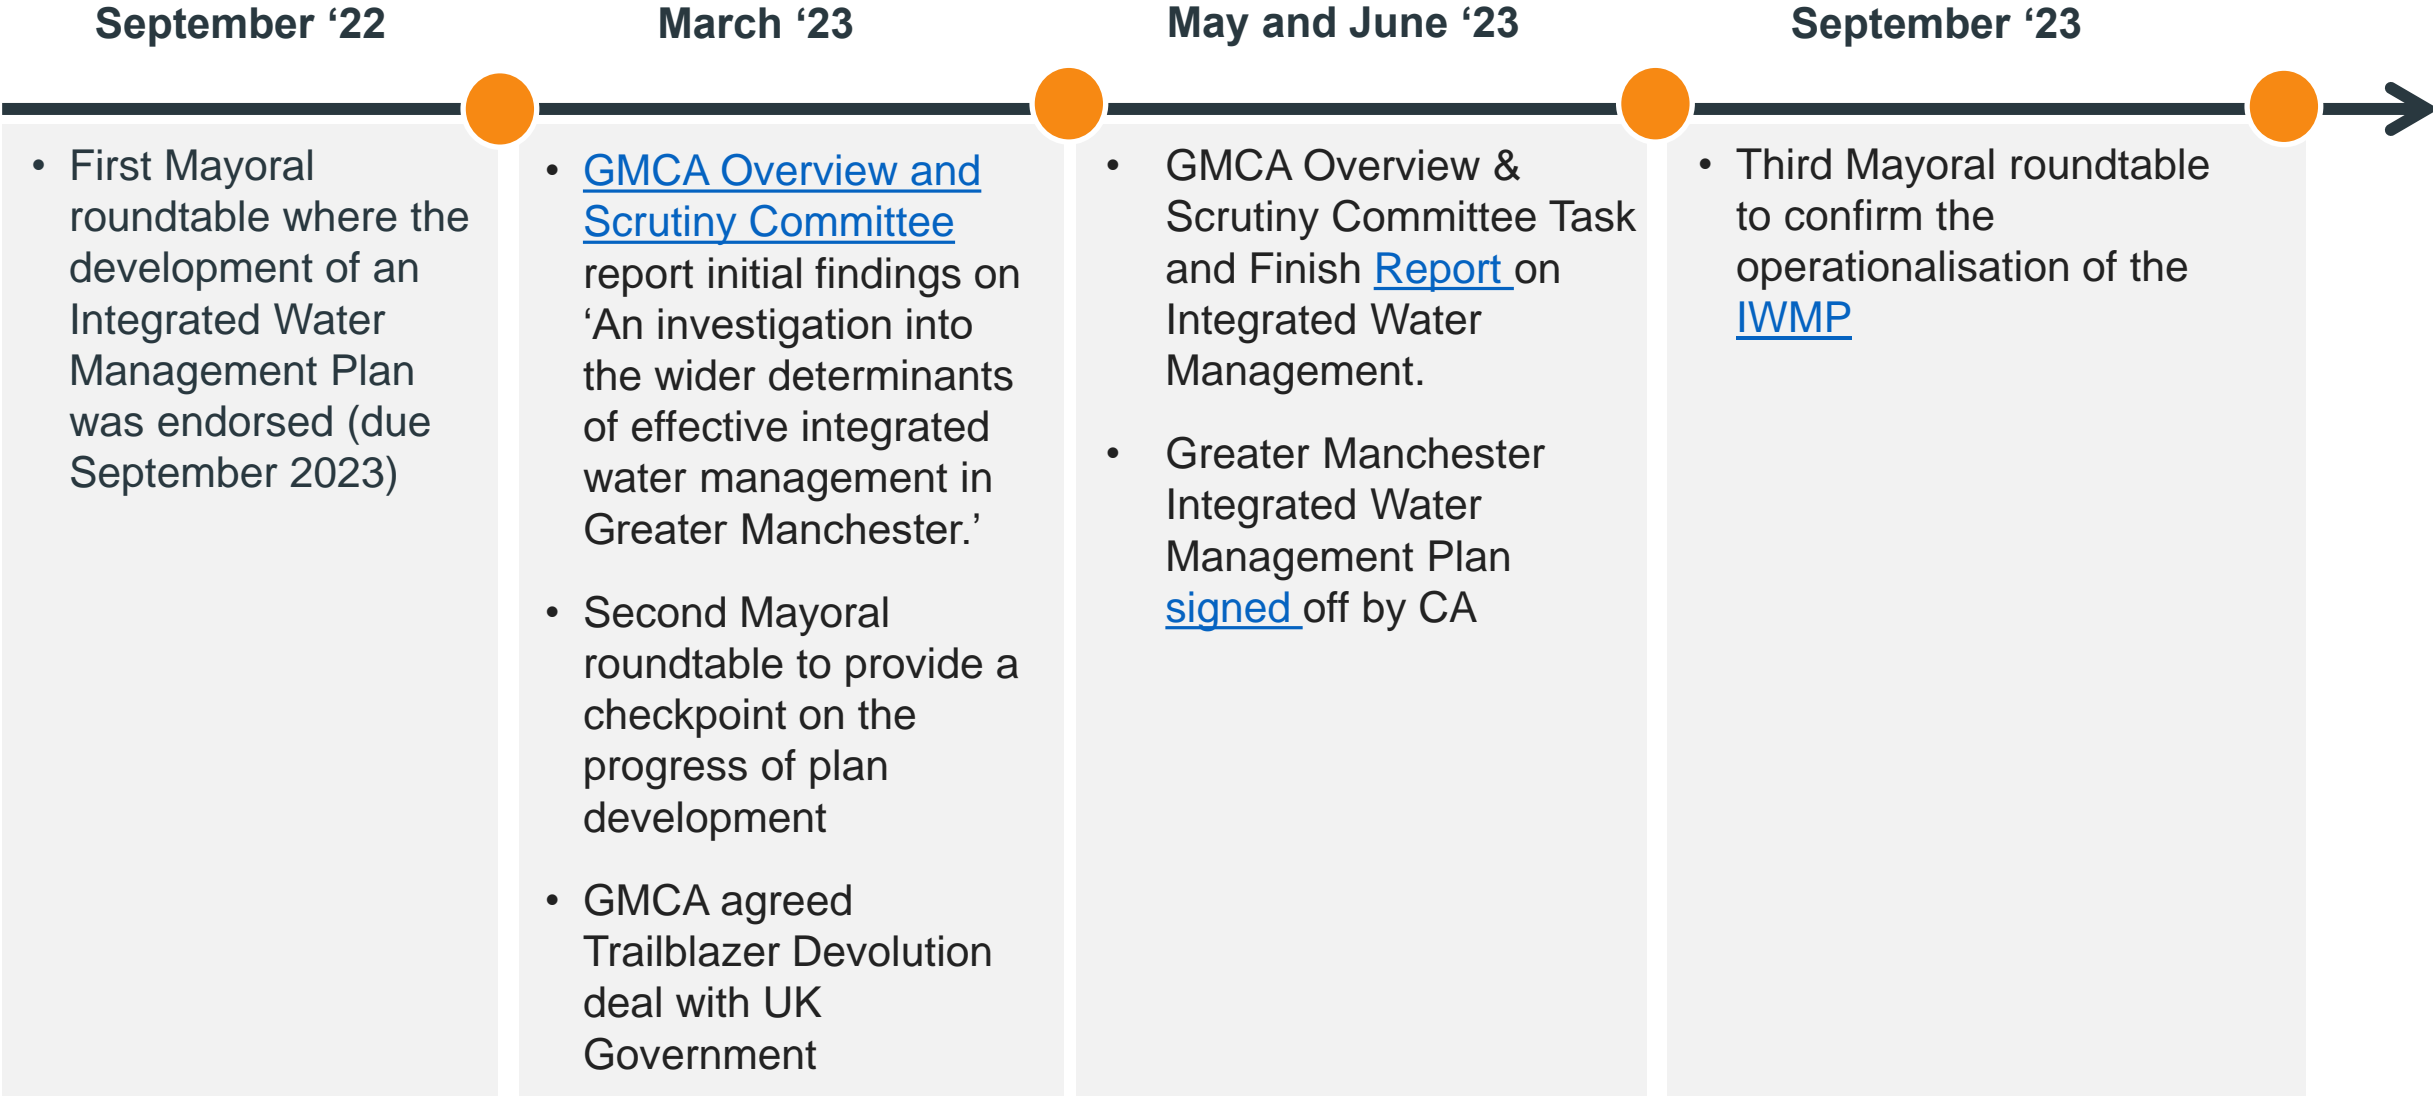 September ‘22
March ‘23
May and June ‘23
September ‘23
• First Mayoral
roundtable where the
development of an
Integrated Water
Management Plan
was endorsed (due
September 2023)
• GMCA Overview and
Scrutiny Committee
report initial findings on
‘An investigation into
the wider determinants
of effective integrated
water management in
Greater Manchester.’
• Second Mayoral
roundtable to provide a
checkpoint on the
progress of plan
development
• GMCA agreed
Trailblazer Devolution
deal with UK
Government
• GMCA Overview &
Scrutiny Committee Task
and Finish Report on
Integrated Water
Management.
• Greater Manchester
Integrated Water
Management Plan
signed off by CA
• Third Mayoral roundtable
to confirm the
operationalisation of the
IWMP